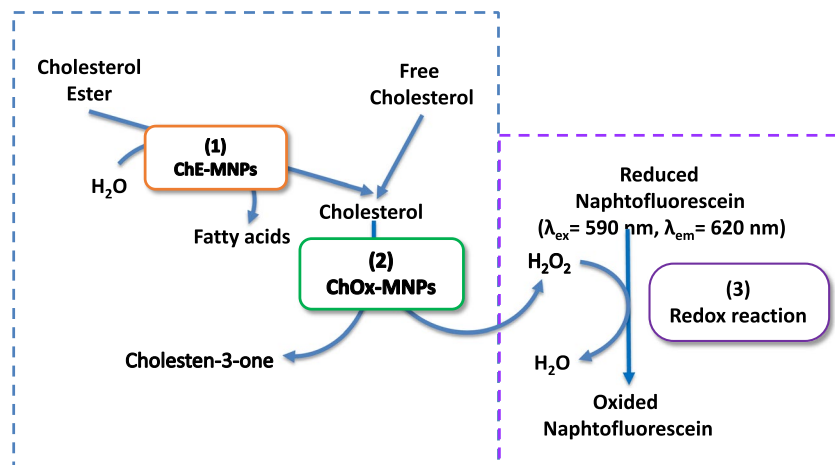 Cholesterol
Ester
Free
Cholesterol
(1)
ChE-MNPs
H₂O
Fatty acids
Cholesterol
(2)
ChOx-MNPs
Cholesten-3-one
Reduced
Naphtofluorescein
(λex= 590 nm, λem= 620 nm)
H₂O₂
(3)
Redox reaction
H₂O
Oxided
Naphtofluorescein